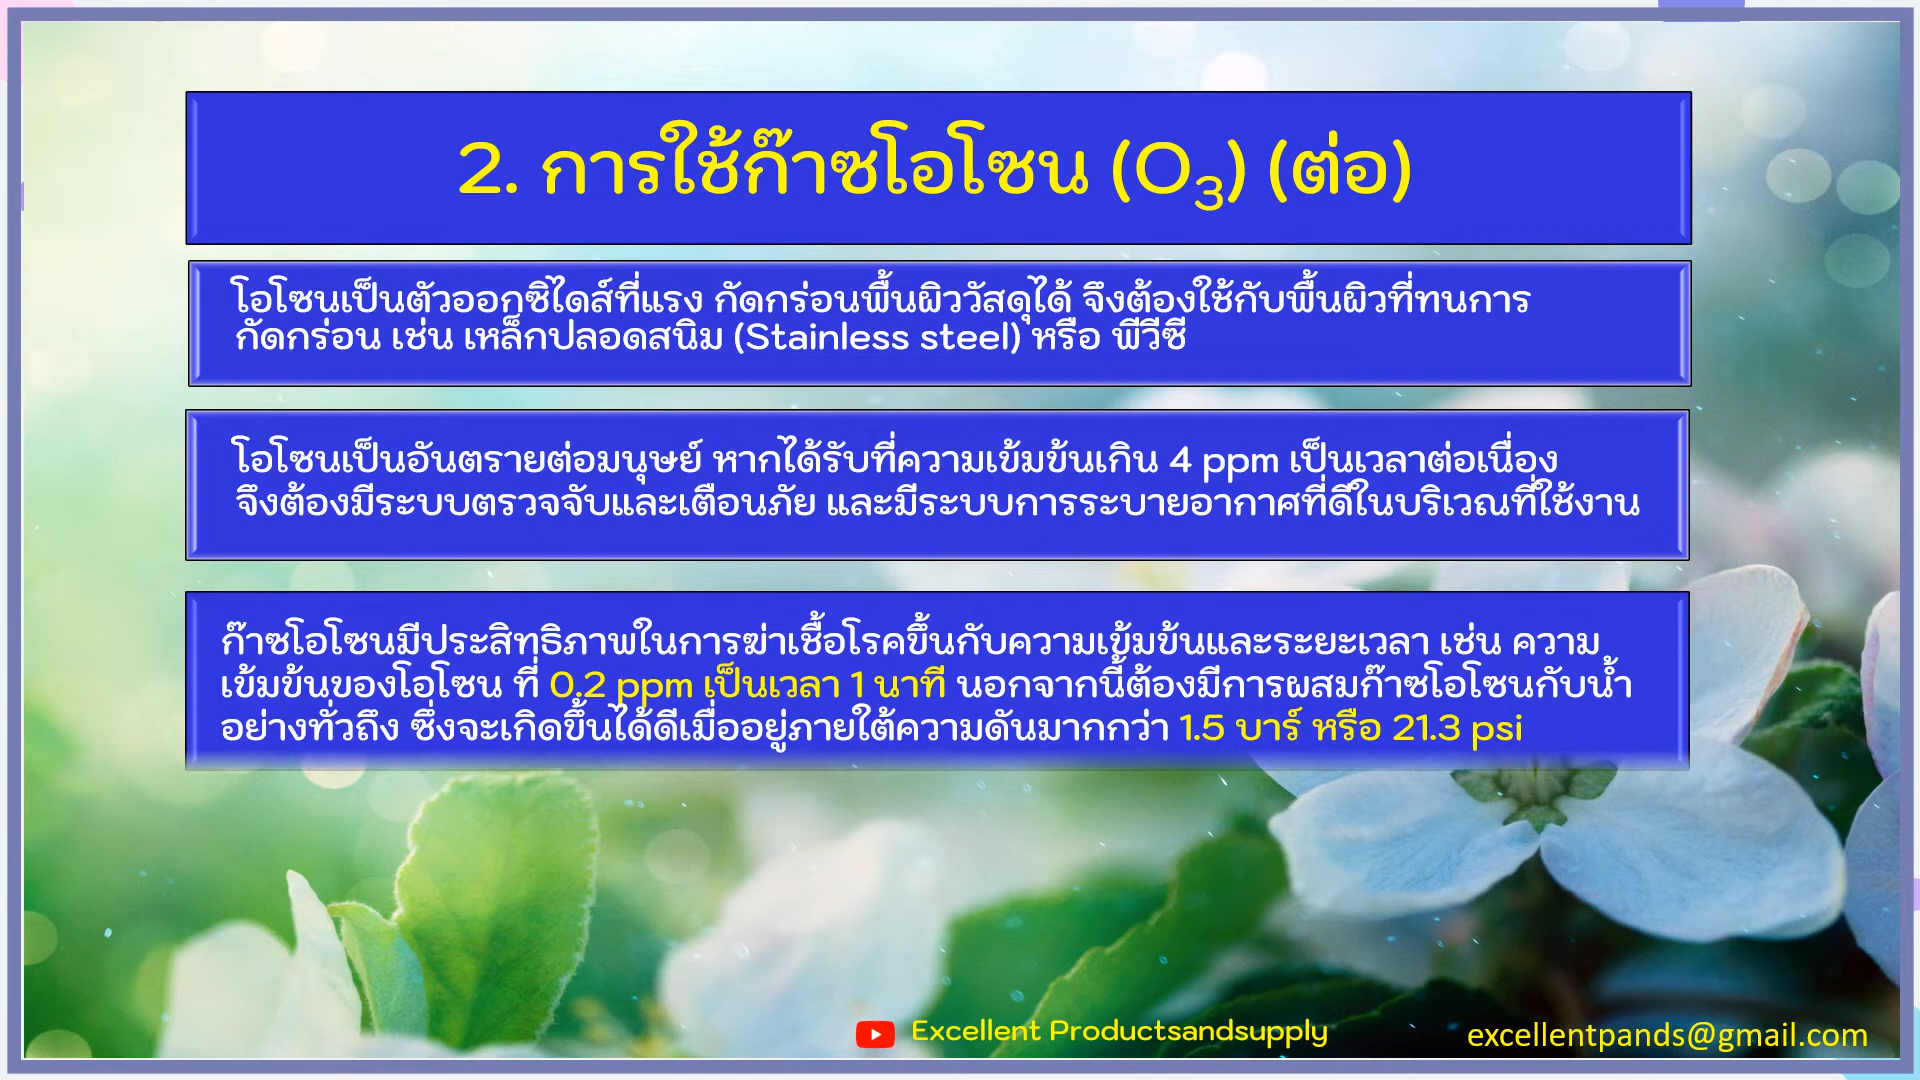 2. การใช้ก๊าซโอโซน (O₃) (ต่อ)
โอโซนเป็นตัวออกซิไดส์ที่แรง กัดกร่อนพื้นผิววัสดุได้ จึงต้องใช้กับพื้นผิวที่ทนการ
กัดกร่อน เช่น เหล็กปลอดสนิม (Stainless steel) หรือ พีวีซี
โอโซนเป็นอันตรายต่อมนุษย์ หากได้รับที่ความเข้มข้นเกิน 4 ppm เป็นเวลาต่อเนื่อง
จึงต้องมีระบบตรวจจับและเตือนภัย และมีระบบการระบายอากาศที่ดีในบริเวณที่ใช้งาน
ก๊าซโอโซนมีประสิทธิภาพในการฆ่าเชื้อโรคขึ้นกับความเข้มข้นและระยะเวลา เช่น ความ
เข้มข้นของโอโซน ที่ 0.2 ppm เป็นเวลา 1 นาที นอกจากนี้ต้องมีการผสมก๊าซโอโซนกับน้ำ
อย่างทั่วถึง ซึ่งจะเกิดขึ้นได้ดีเมื่ออยู่ภายใต้ความดันมากกว่า 1.5 บาร์ หรือ 21.3 psi
Excellent Productsandsupply
excellentpands@gmail.com